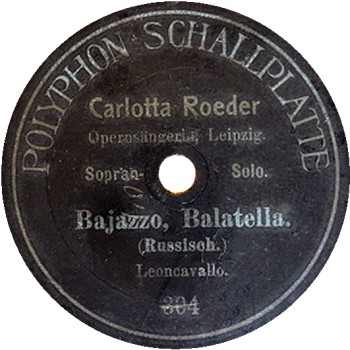 POLYPHON-SCHALLPLATTE
Carlotta Roeder
Opernsängerin, Leipzig.
Sopran- Solo.
Bajazzo, Balatella.
(Russisch.)
Leoncavallo.
304